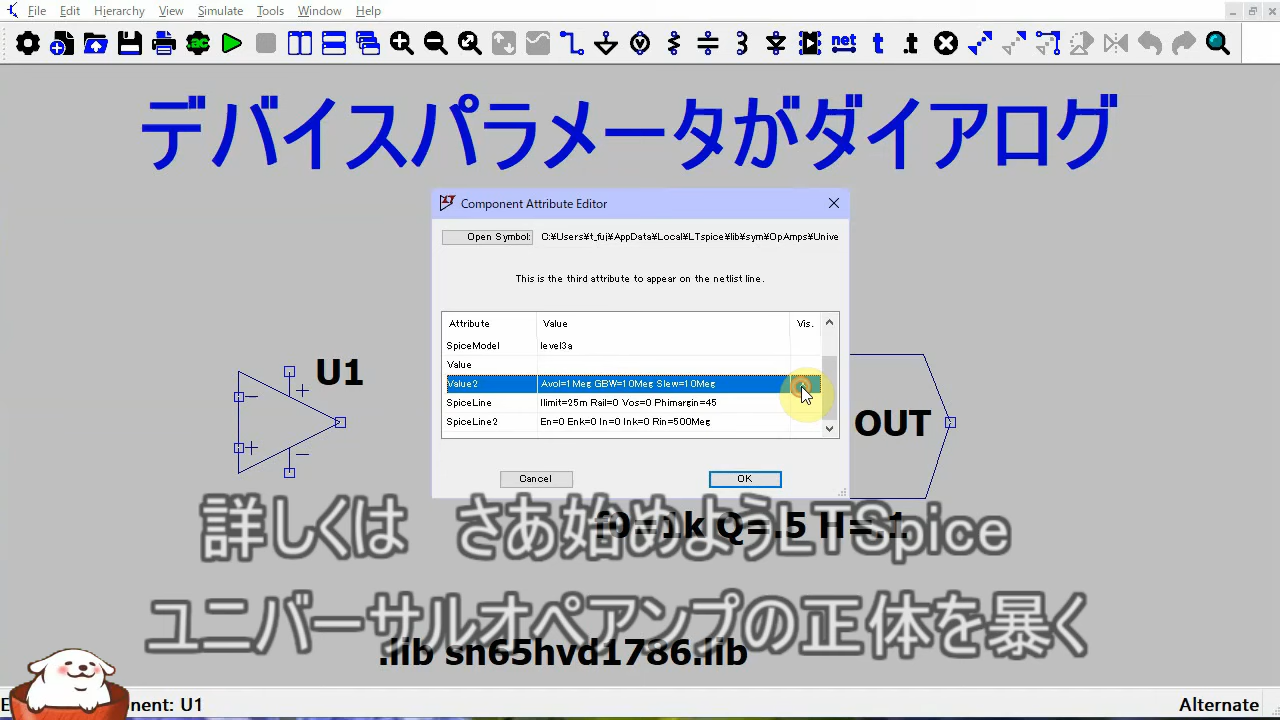 File Edit Hierarchy View Simulate Tools Window Help
デバイスパラメータがダイアログ
Component Attribute Editor
Open Symbol: C:¥Users¥t_fuj¥AppData¥Local¥LTspice¥lib¥sym¥OpAmps¥Unive
This is the third attribute to appear on the netlist line.
Attribute Value Vis.
SpiceModel level3a
Value
Value2 Avol=1Meg GBW=10Meg Slew=10Meg
SpiceLine Ilimit=25m Rail=0 Vos=0 Phimargin=45
SpiceLine2 En=0 Enk=0 In=0 Ink=0 Rin=500Meg
Cancel OK
U1
OUT
f0=1k Q=.5 H=.1
詳しくは さあ始めようLTSpice
ユニバーサルオペアンプの正体を暴く
.lib sn65hvd1786.lib
nent: U1
Alternate